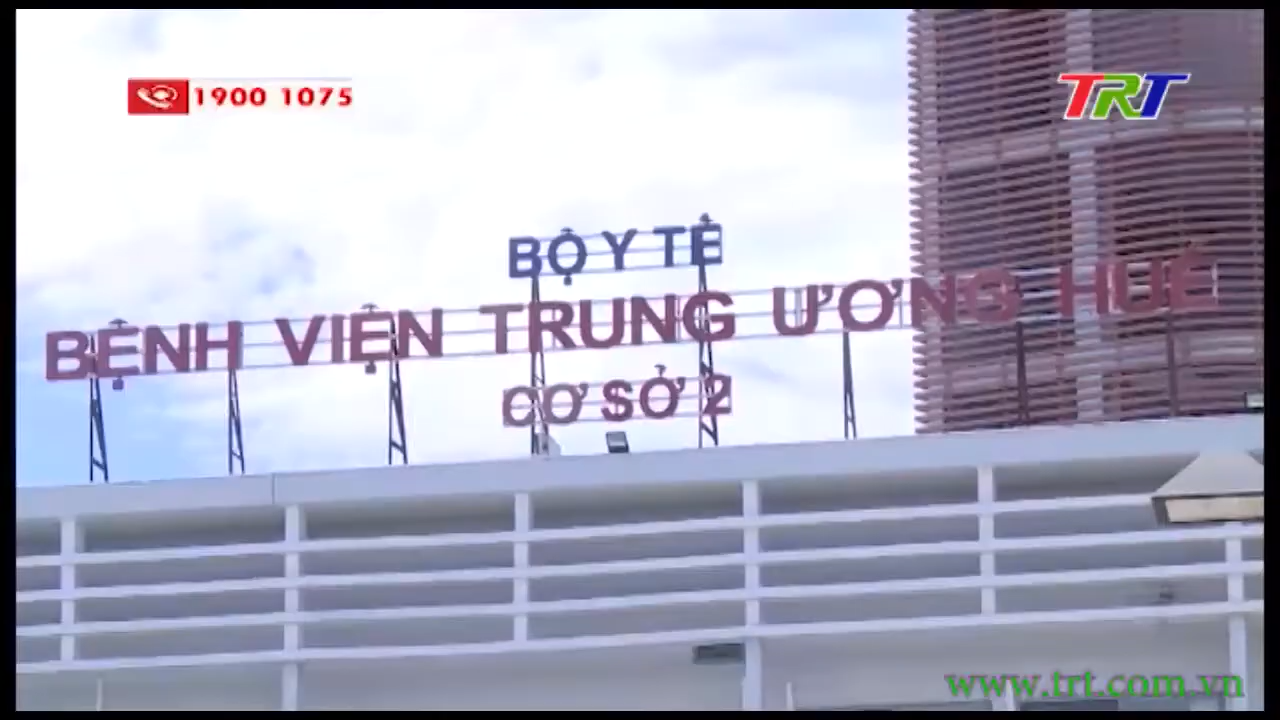 1900 1075
TRT
BỘ Y TẾ
BỆNH VIỆN TRUNG ƯƠNG HUẾ
CƠ SỞ 2
www.trt.com.vn